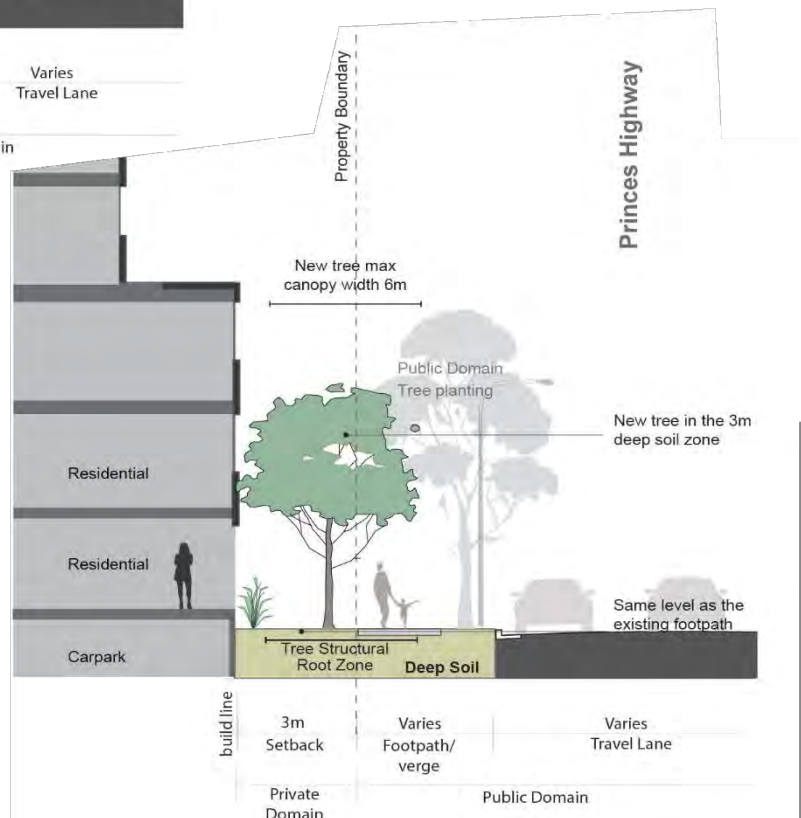 Varies
Travel Lane
in
Property Boundary
Princes Highway
New tree max
canopy width 6m
Public Domain
Tree planting
New tree in the 3m
deep soil zone
Residential
Residential
Same level as the
existing footpath
Carpark
Tree Structural
Root Zone
Deep Soil
build line
3m
Setback
Varies
Footpath/
verge
Varies
Travel Lane
Private
Domain
Public Domain